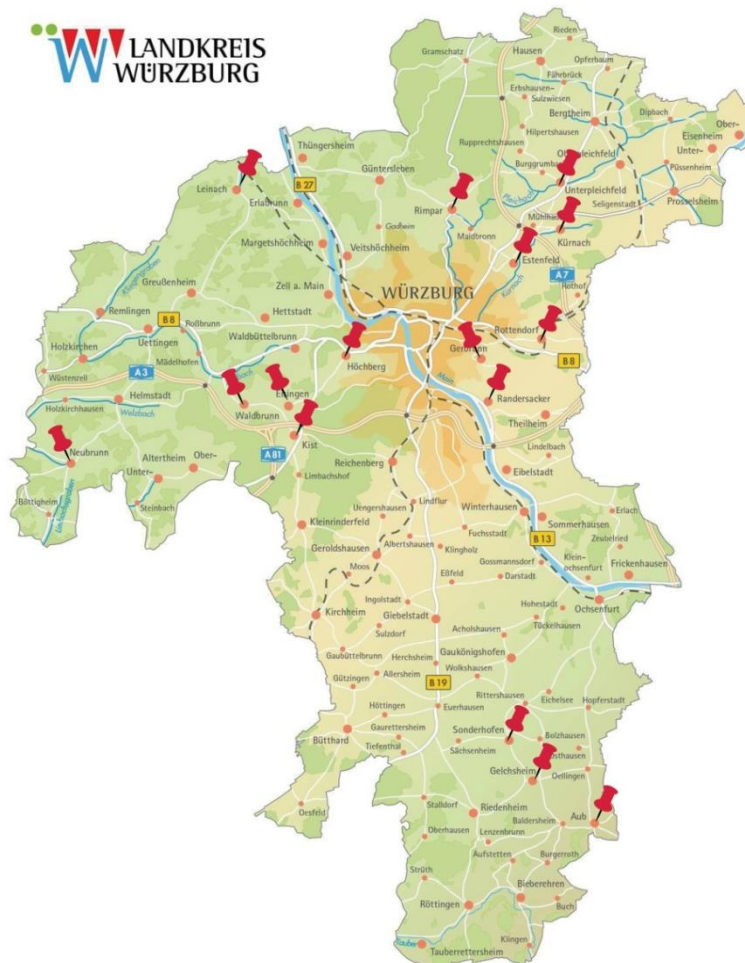 LANDKREIS
WÜRZBURG
Rieden
Gramschatz
Hausen
Opferbaum
Fährbrück
Erbshausen-
Sulzwiesen
Bergtheim
Dipbach
Ober-
Eisenheim
Unter-
Hilpertshausen
Thüngersheim
Rupprechtshausen
Güntersleben
Burggrumbach
Püssenheim
B 27
Leinach
Unterpleichfeld
Pleichach
Prosselsheim
Erlabrunn
Rimpar
Seligenstadt
Gadheim
Mühlhausen
Maidbronn
Kürnach
Margetshöchheim
Veitshöchheim
Estenfeld
A 7
Kürnach
Rothof
Zell a. Main
WÜRZBURG
Greußenheim
Remlingen
Hettstadt
B 8
Roßbrunn
Rottendorf
Uettingen
Waldbüttelbrunn
Holzkirchen
Mädelhofen
Höchberg
Gerbrunn
B 8
Wüstenzell
A 3
Main
Holzkirchhausen
Helmstadt
Waldbrunn
Eisingen
Randersacker
Theilheim
Kist
Neubrunn
Altertheim
Ober-
A 81
Lindelbach
Reichenberg
Unter-
Limbachshof
Eibelstadt
Böttigheim
Steinbach
Lindflur
Uengershausen
Winterhausen
Erlach
Kleinrinderfeld
Sommerhausen
Fuchsstadt
Geroldshausen
Albertshausen
Klingholz
B 13
Zeubelried
Gossmannsdorf
Klein-
ochsenfurt
Moos
Eßfeld
Darstadt
Frickenhausen
Ingolstadt
Ochsenfurt
Kirchheim
Giebelstadt
Hohestadt
Tückelhausen
Sulzdorf
Acholshausen
Gaubüttelbrunn
Herchsheim
Gaukönigshofen
Allersheim
Wolkshausen
Gützingen
B 19
Rittershausen
Eichelsee
Höttingen
Euerhausen
Hopferstadt
Gaurettersheim
Sonderhofen
Bolzhausen
Bütthard
Tiefenthal
Sächsenheim
Gelchsheim
Oellingen
Oesfeld
Stalldorf
Riedenheim
Baldersheim
Aub
Oberhausen
Lenzenbrunn
Aufstetten
Burgerroth
Strüth
Bieberehren
Röttingen
Buch
Tauber
Klingen
Tauberrettersheim